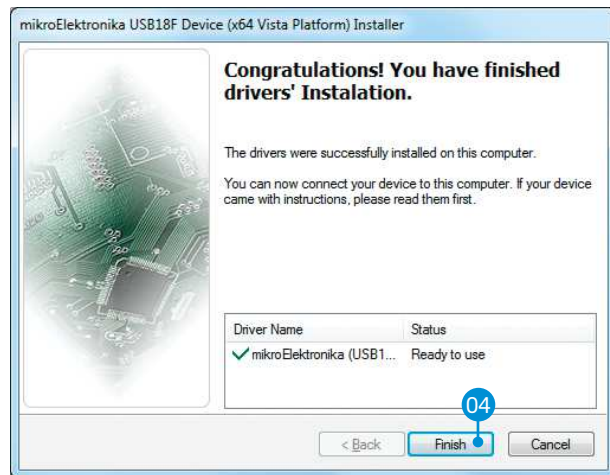 mikroElektronika USB18F Device (x64 Vista Platform) Installer
Congratulations! You have finished
drivers' Instalation.
The drivers were successfully installed on this computer.
You can now connect your device to this computer. If your device
came with instructions, please read them first.
Driver Name Status
mikroElektronika (USB1... Ready to use
04
< Back Finish Cancel